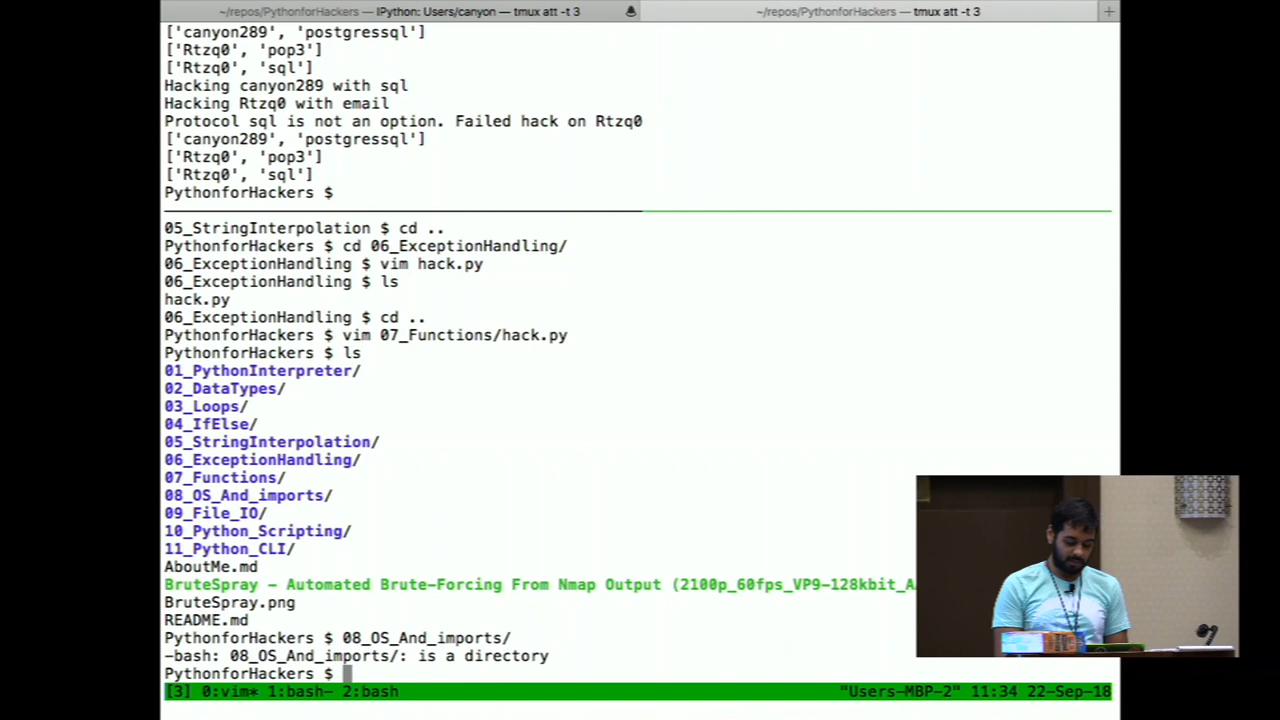 ~/repos/PythonforHackers — IPython: Users/canyon — tmux att -t 3
~/repos/PythonforHackers — tmux att -t 3
['canyon289', 'postgressql']
['Rtzq0', 'pop3']
['Rtzq0', 'sql']
Hacking canyon289 with sql
Hacking Rtzq0 with email
Protocol sql is not an option. Failed hack on Rtzq0
['canyon289', 'postgressql']
['Rtzq0', 'pop3']
['Rtzq0', 'sql']
PythonforHackers $
05_StringInterpolation $ cd ..
PythonforHackers $ cd 06_ExceptionHandling/
06_ExceptionHandling $ vim hack.py
06_ExceptionHandling $ ls
hack.py
06_ExceptionHandling $ cd ..
PythonforHackers $ vim 07_Functions/hack.py
PythonforHackers $ ls
01_PythonInterpreter/
02_DataTypes/
03_Loops/
04_IfElse/
05_StringInterpolation/
06_ExceptionHandling/
07_Functions/
08_OS_And_imports/
09_File_IO/
10_Python_Scripting/
11_Python_CLI/
AboutMe.md
BruteSpray - Automated Brute-Forcing From Nmap Output (2100p_60fps_VP9-128kbit_A
BruteSpray.png
README.md
PythonforHackers $ 08_OS_And_imports/
-bash: 08_OS_And_imports/: is a directory
PythonforHackers $
[3] 0:vim* 1:bash- 2:bash "Users-MBP-2" 11:34 22-Sep-18